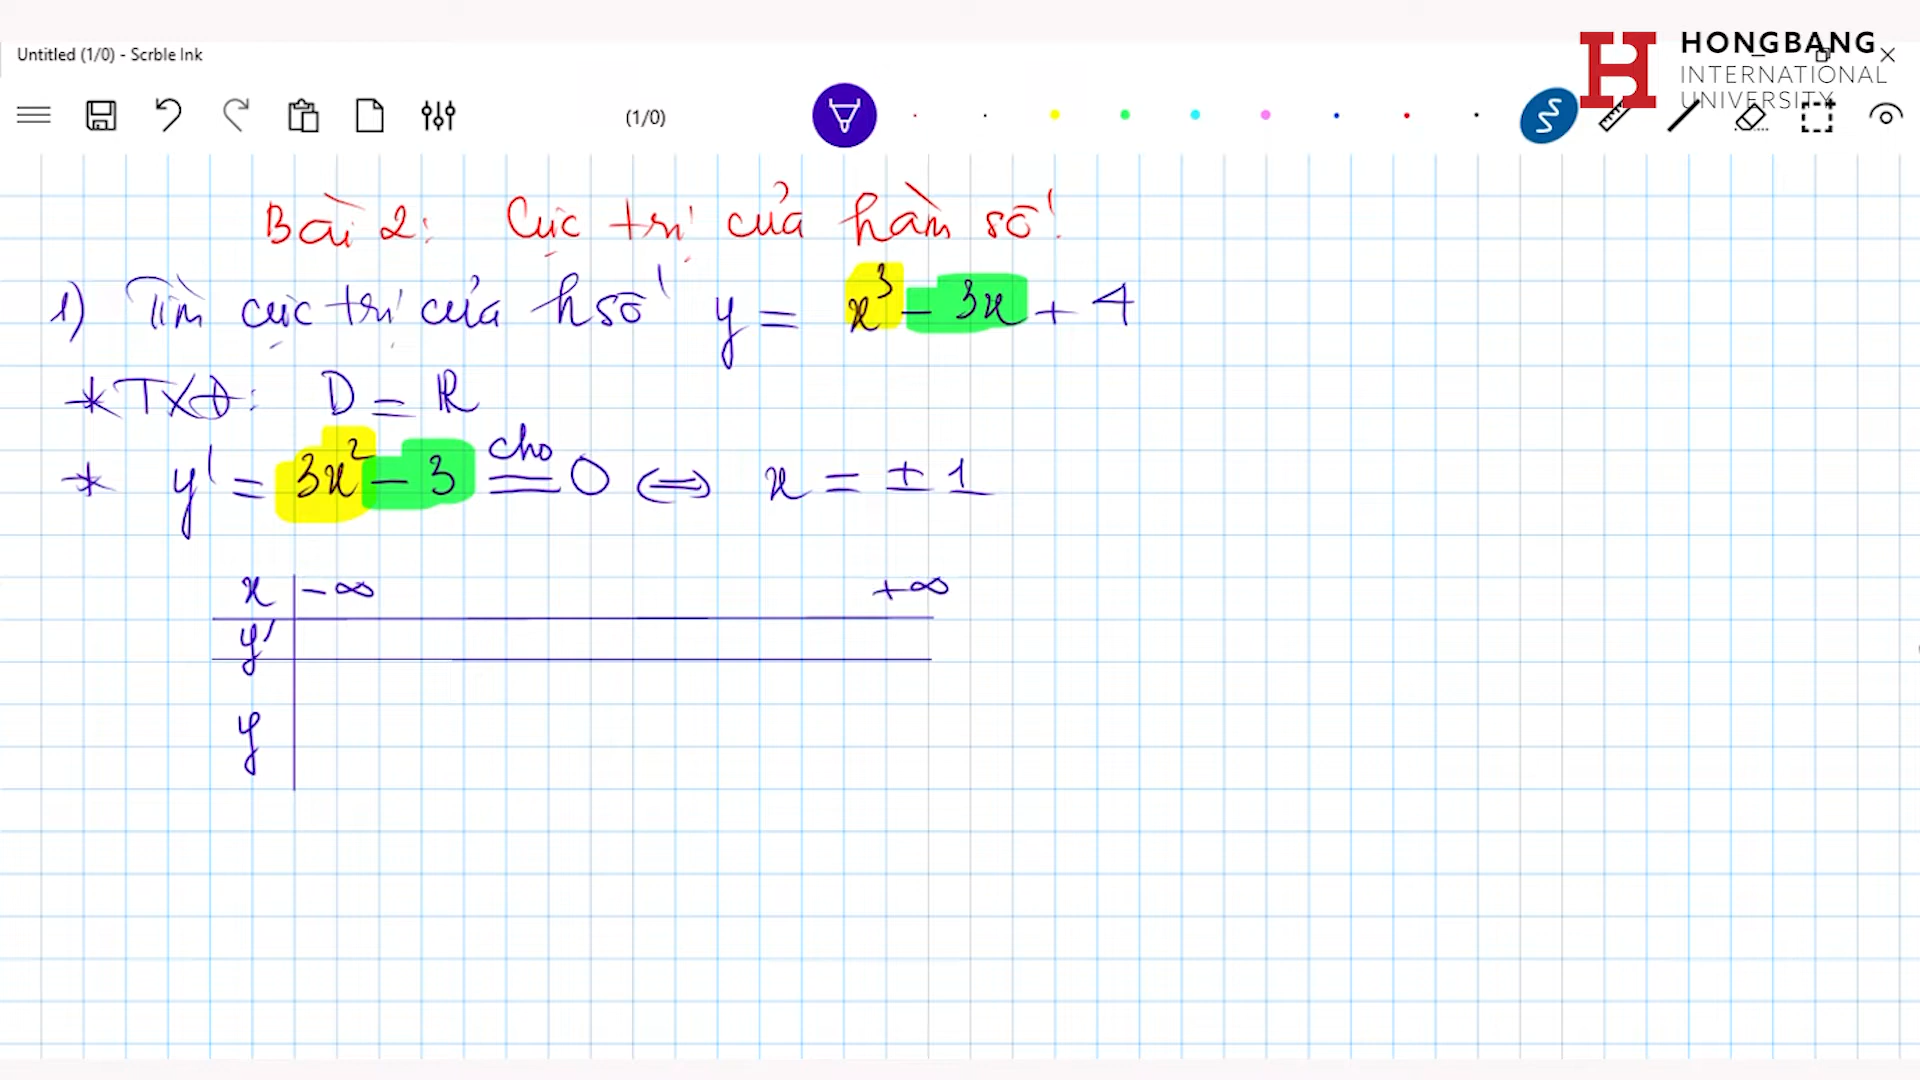 Untitled (1/0) - Scrble Ink
HONGBANG
INTERNATIONAL
UNIVERSITY
(1/0)
Bài 2: Cực trị của hàm số
1) Tìm cực trị của hsố y = x³ - 3x + 4
* TXĐ: D = ℝ
* y' = 3x² - 3 cho = 0 ⇔ x = ± 1
x -∞ +∞
y'
y